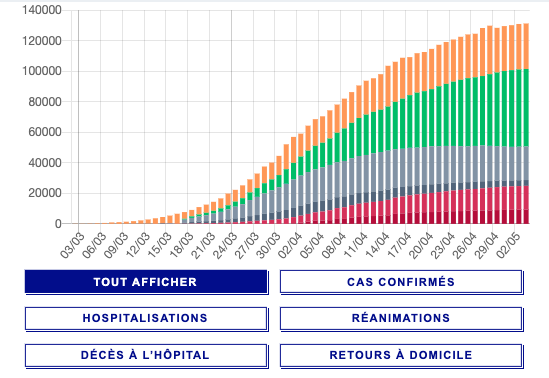 140000
120000
100000
80000
60000
40000
20000
0
03/03 06/03 09/03 12/03 15/03 18/03 21/03 24/03 27/03 30/03 02/04 05/04 08/04 11/04 14/04 17/04 20/04 23/04 26/04 29/04 02/05
TOUT AFFICHER CAS CONFIRMÉS
HOSPITALISATIONS RÉANIMATIONS
DÉCÈS À L'HÔPITAL RETOURS À DOMICILE